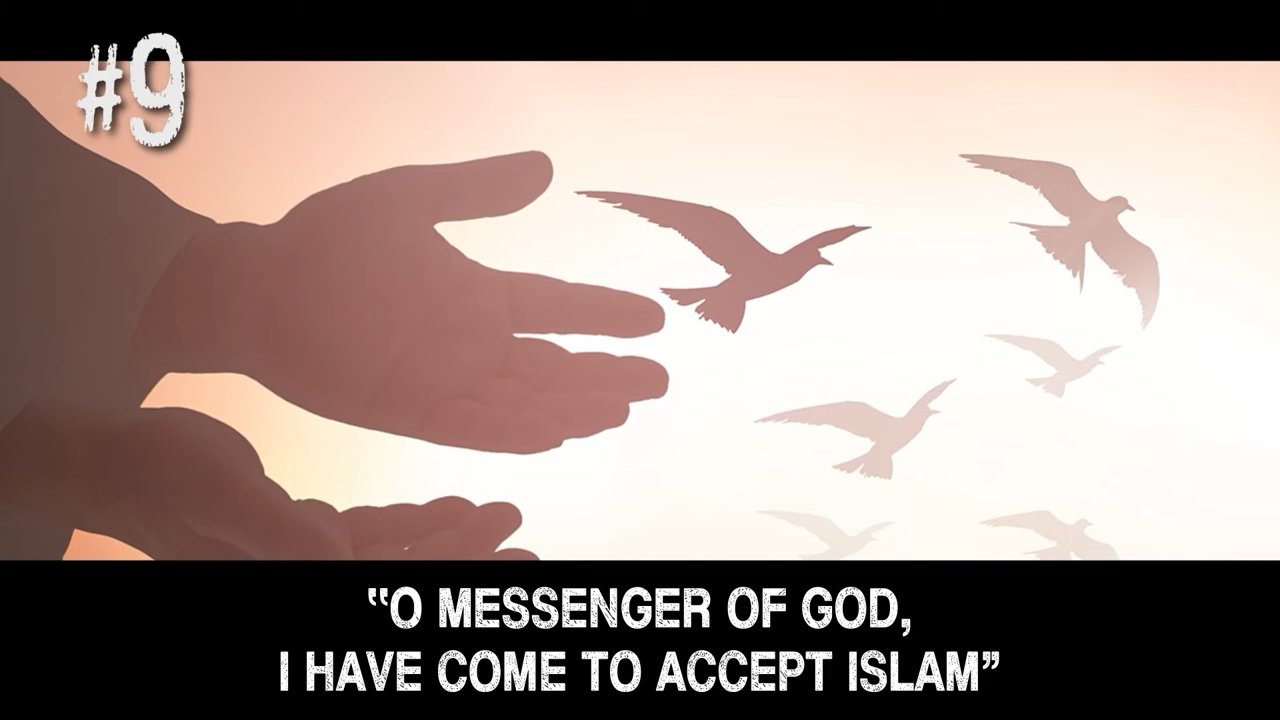 #9
“O MESSENGER OF GOD,
I HAVE COME TO ACCEPT ISLAM”